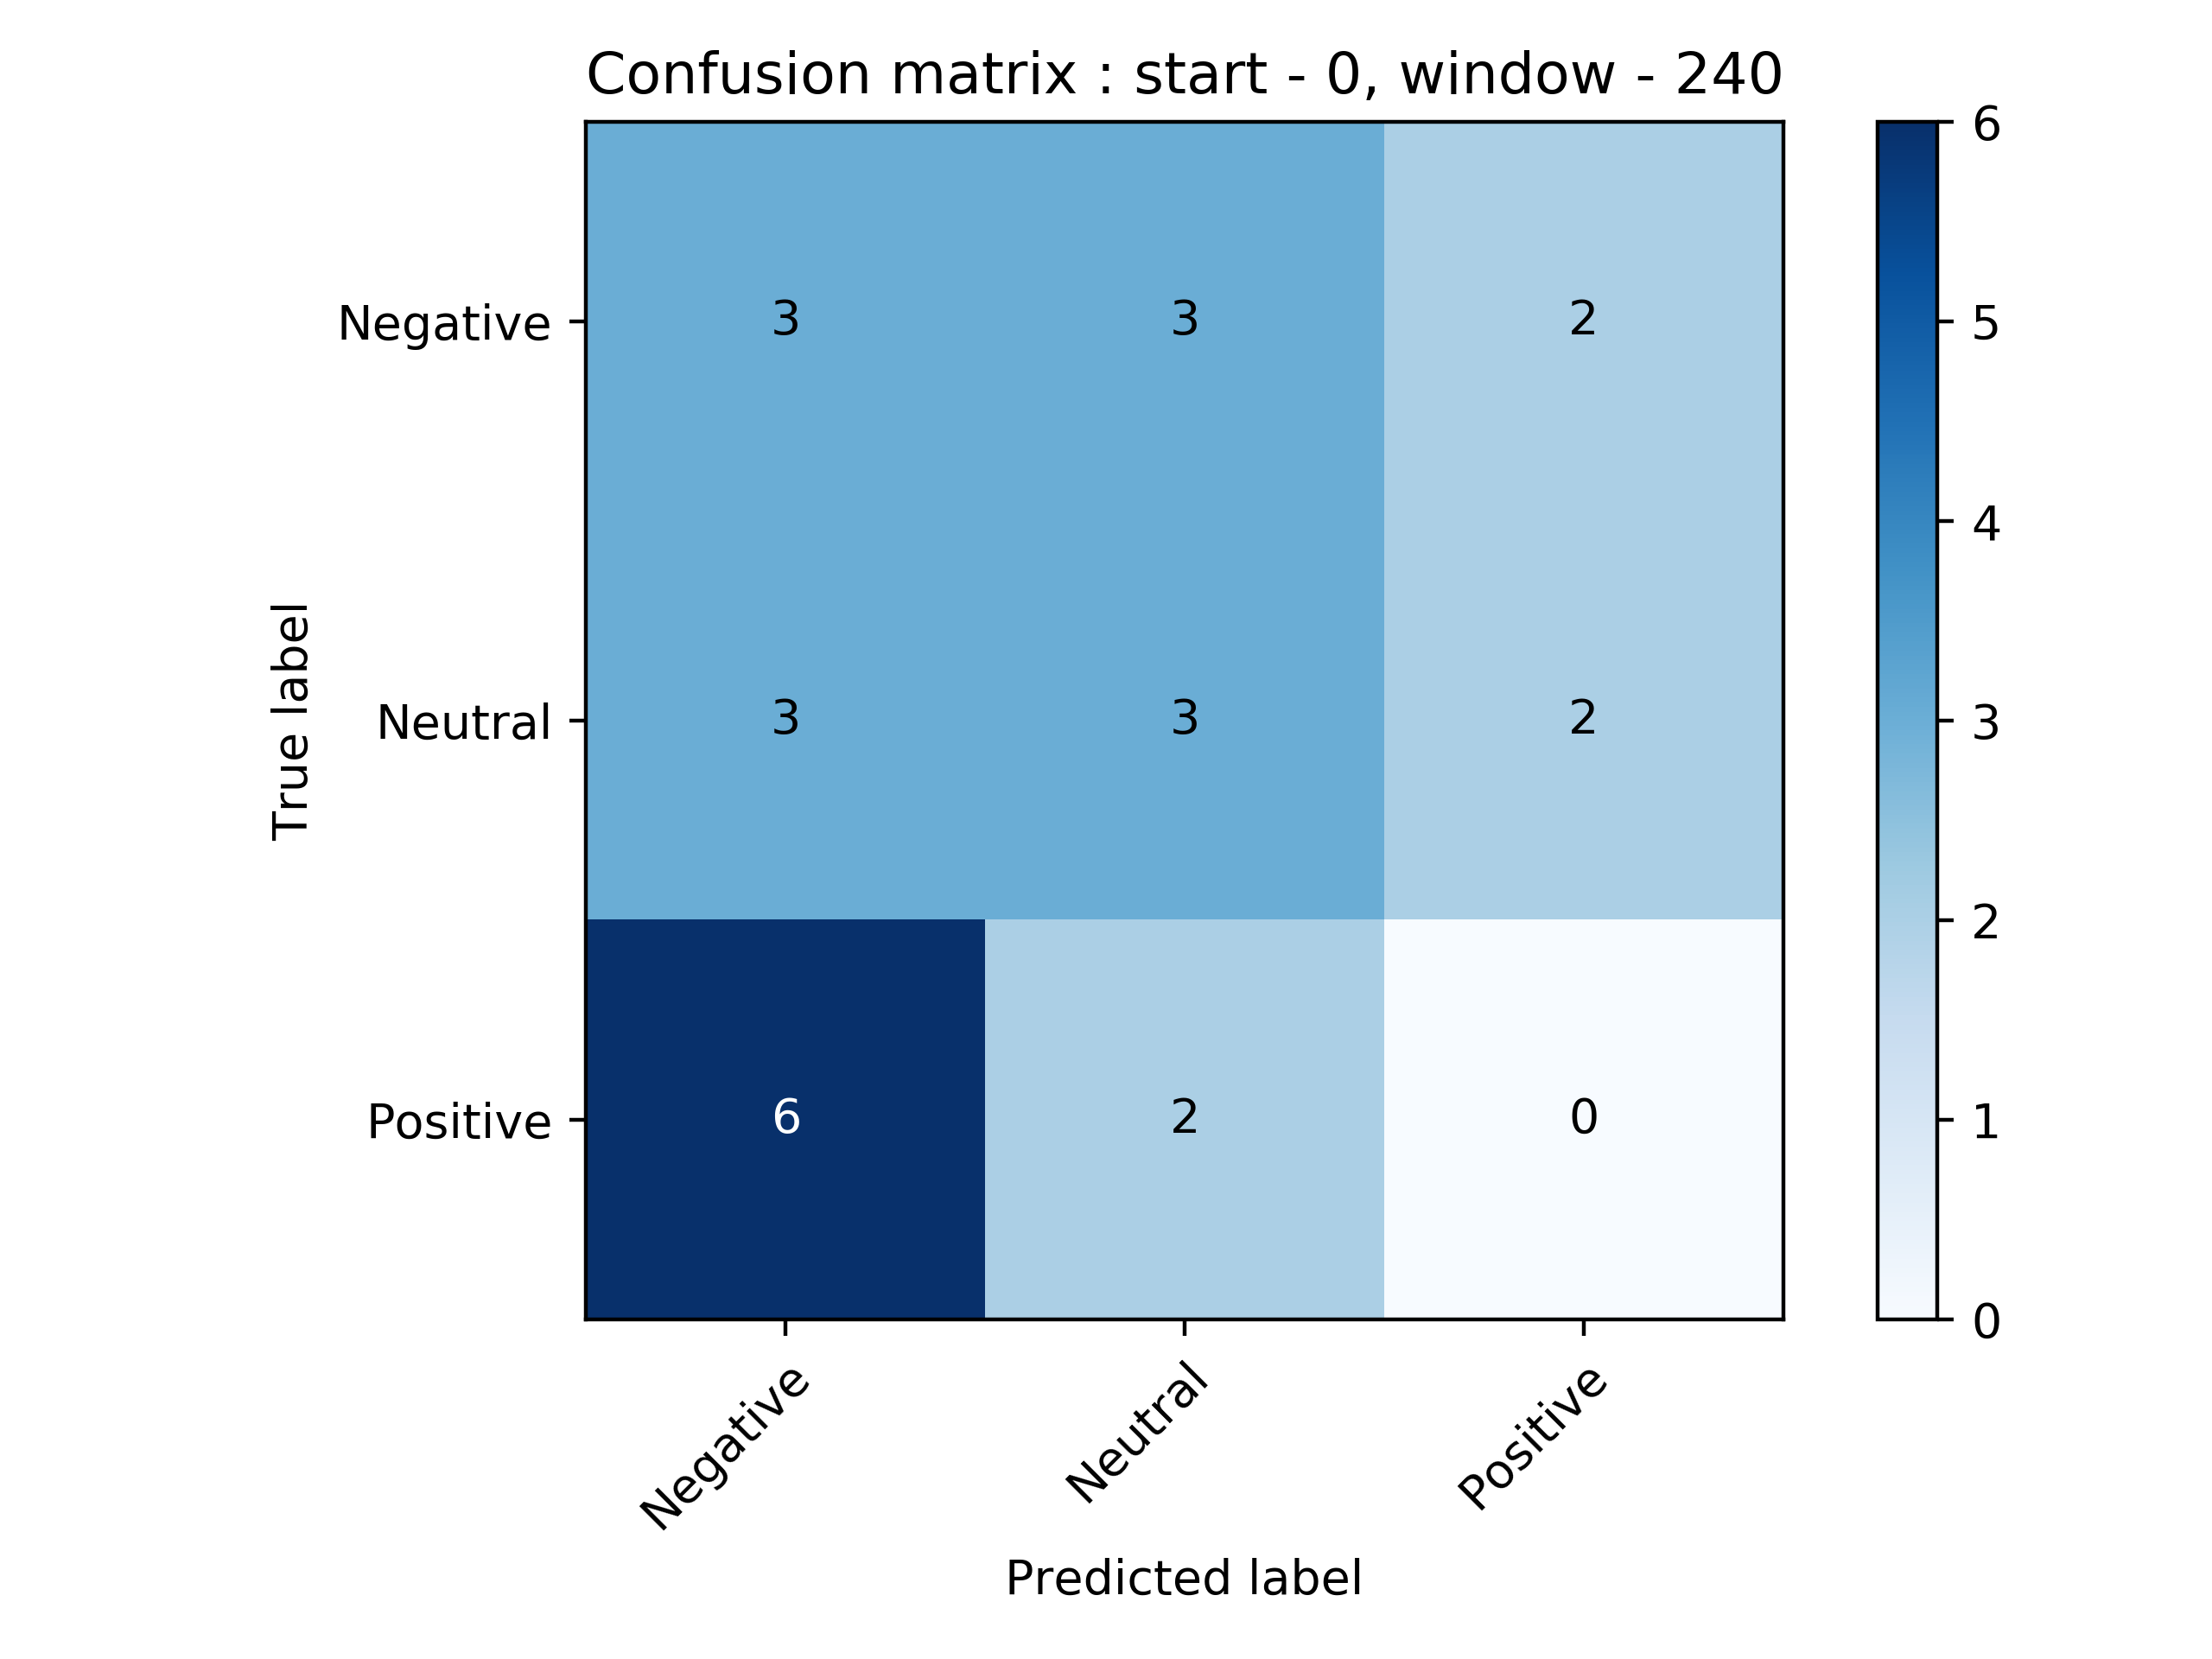 Confusion matrix : start - 0, window - 240
True label
Negative 3 3 2
Neutral 3 3 2
Positive 6 2 0
Negative Neutral Positive
Predicted label
6
5
4
3
2
1
0